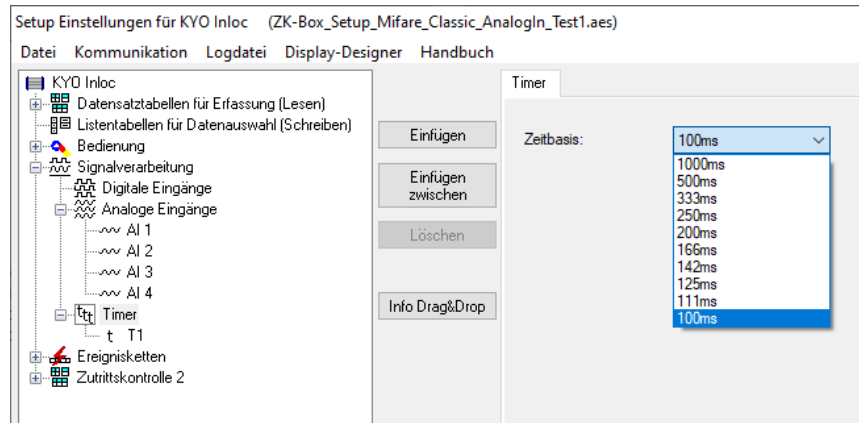 Setup Einstellungen für KYO Inloc (ZK-Box_Setup_Mifare_Classic_AnalogIn_Test1.aes)
Datei Kommunikation Logdatei Display-Designer Handbuch
KYO Inloc
Datensatztabellen für Erfassung (Lesen)
Listentabellen für Datenauswahl (Schreiben)
Bedienung
Signalverarbeitung
Digitale Eingänge
Analoge Eingänge
AI 1
AI 2
AI 3
AI 4
ttt Timer
t T1
Ereignisketten
Zutrittskontrolle 2
Einfügen
Einfügen
zwischen
Löschen
Info Drag&Drop
Timer
Zeitbasis: 100ms
1000ms
500ms
333ms
250ms
200ms
166ms
142ms
125ms
111ms
100ms